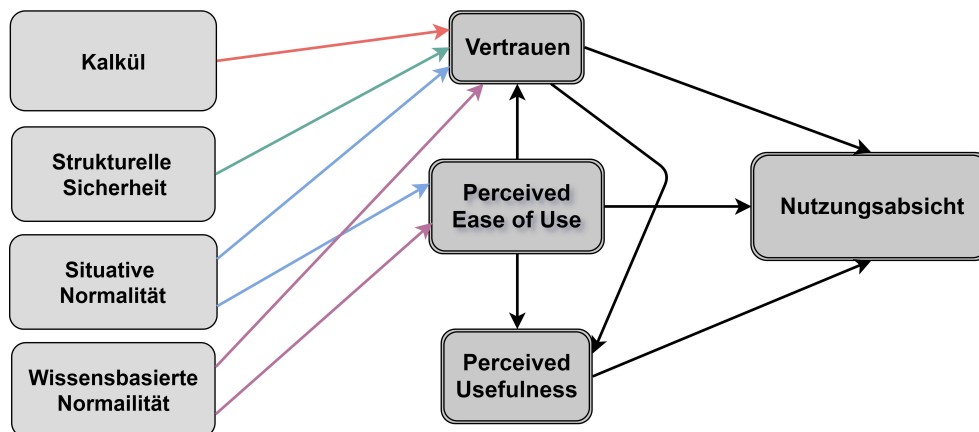 Kalkül
Strukturelle
Sicherheit
Situative
Normalität
Wissensbasierte
Normailität
Vertrauen
Perceived
Ease of Use
Perceived
Usefulness
Nutzungsabsicht